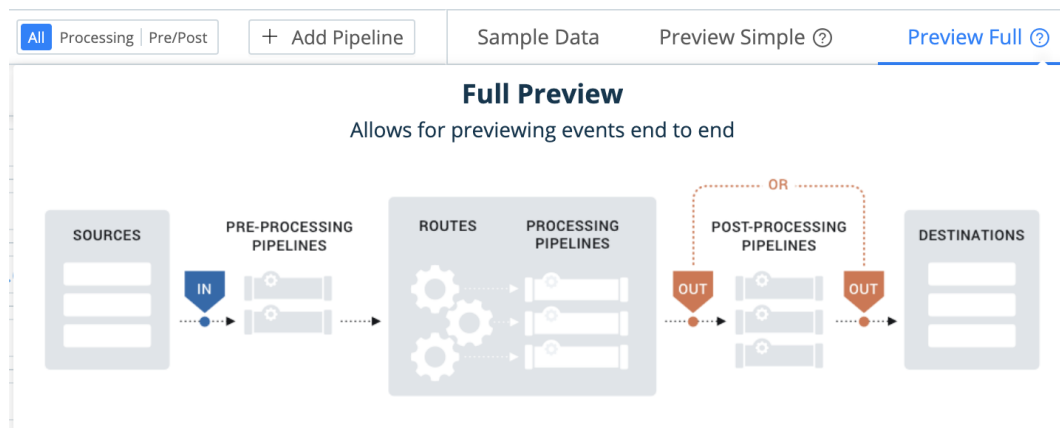 All Processing Pre/Post + Add Pipeline Sample Data Preview Simple ? Preview Full ?
Full Preview
Allows for previewing events end to end
OR
SOURCES
PRE-PROCESSING
PIPELINES
ROUTES
PROCESSING
PIPELINES
POST-PROCESSING
PIPELINES
DESTINATIONS
IN
OUT
OUT